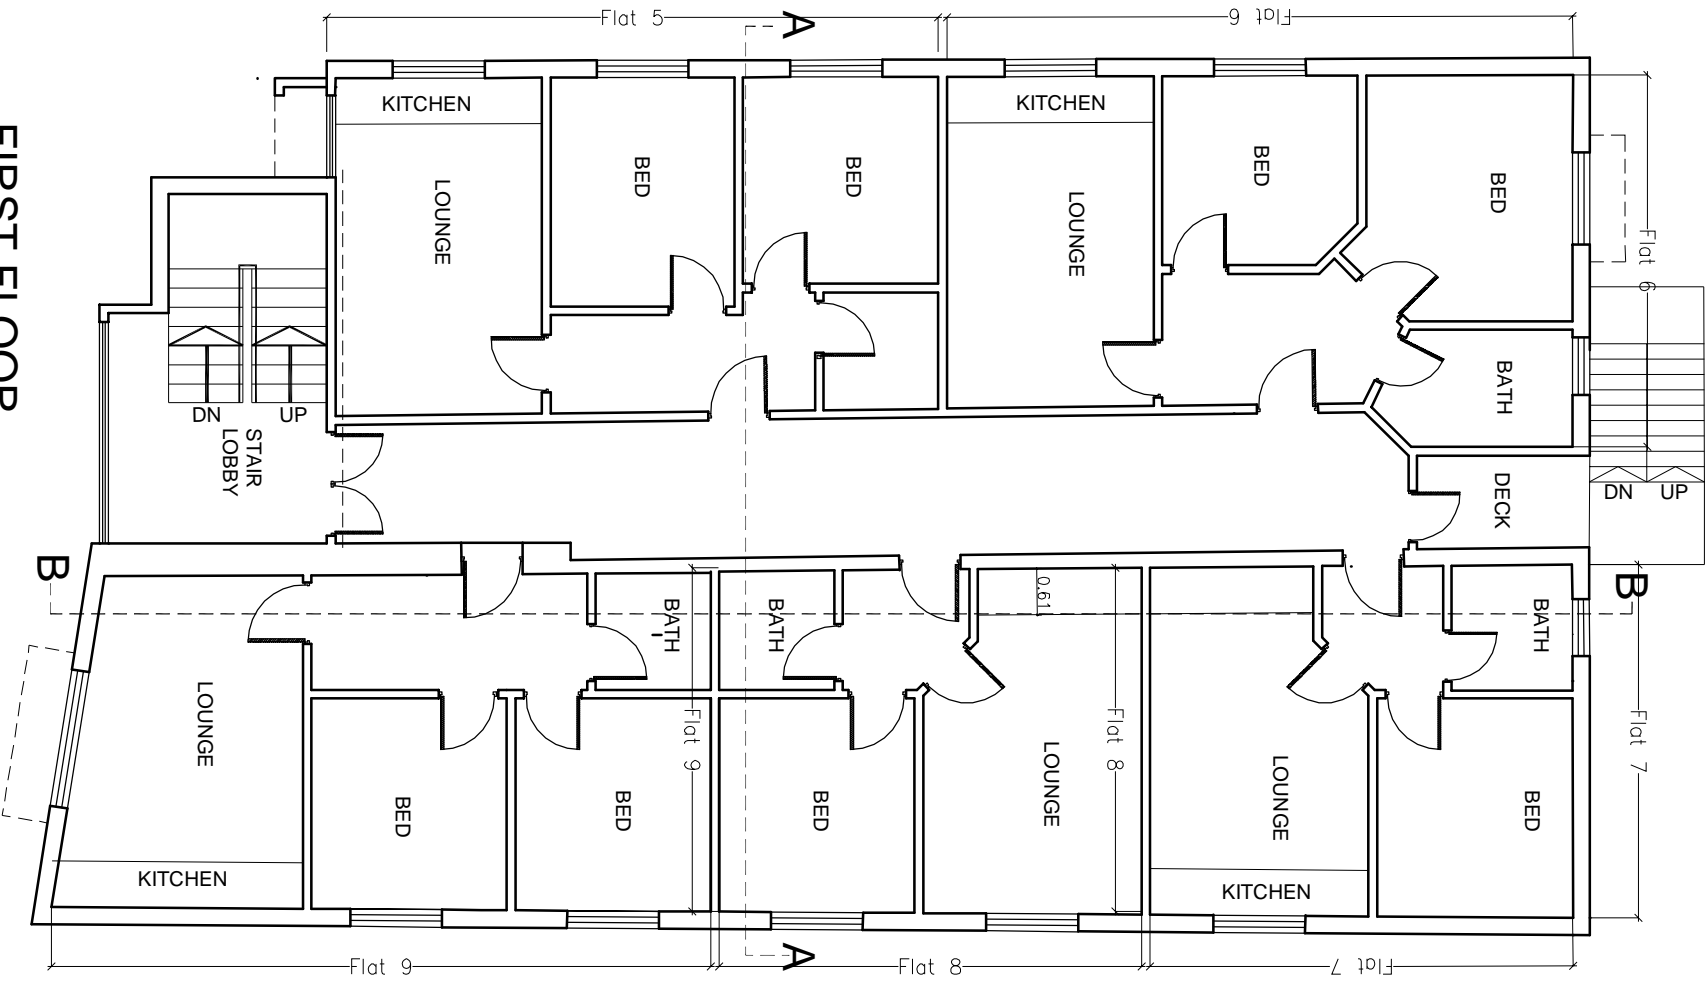 Flat 5
A
Flat 6
KITCHEN
KITCHEN
BED
BED
BED
BED
LOUNGE
LOUNGE
Flat 6
FIRST FLOOR
BATH
DN
UP
STAIR
LOBBY
DECK
DN
UP
B
B
0.61
BATH
BATH
BATH
LOUNGE
Flat 9
Flat 8
Flat 7
LOUNGE
LOUNGE
BED
BED
BED
BED
KITCHEN
KITCHEN
A
Flat 9
Flat 8
Flat 7